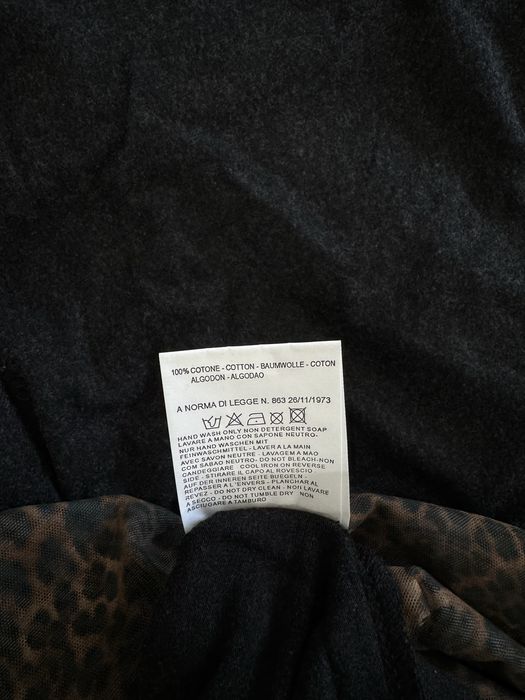 100% COTONE - COTTON - BAUMWOLLE - COTON
ALGODON - ALGODAO
A NORMA DI LEGGE N. 863 26/11/1973
HAND WASH ONLY NON DETERGENT SOAP
LAVARE A MANO CON SAPONE NEUTRO-
NUR HAND WASCHEN MIT
FEINWASCHMITTEL - LAVER A LA MAIN
AVEC SAVON NEUTRE - LAVAGEM A MAO
COM SABAO NEUTRO- DO NOT BLEACH-NON
CANDEGGIARE COOL IRON ON REVERSE
SIDE - STIRARE IL CAPO AL ROVESCIO
AUF DER INNEREN SEITE BUEGELN -
REPASSER A L'ENVERS - PLANCHAR AL
REVEZ - DO NOT DRY CLEAN - NON LAVARE
A SECCO - DO NOT TUMBLE DRY NON
ASCIUGARE A TAMBURO